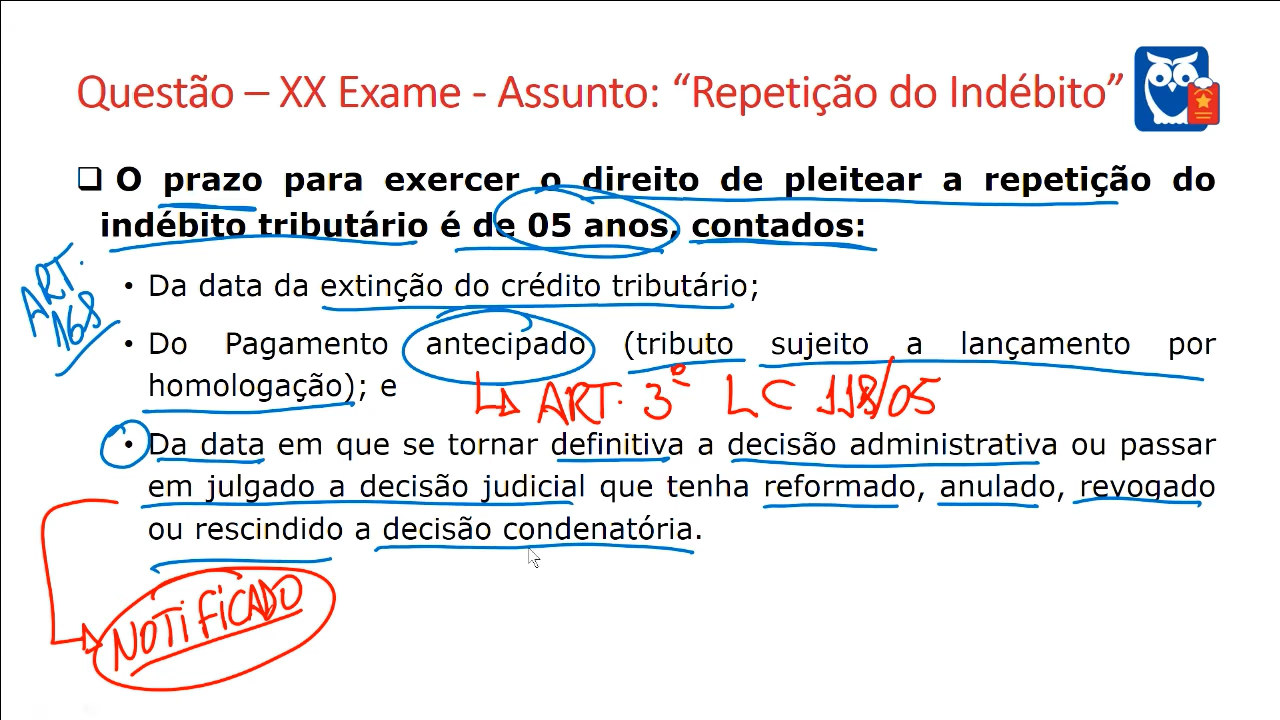 Questão – XX Exame - Assunto: “Repetição do Indébito”
❑ O prazo para exercer o direito de pleitear a repetição do
indébito tributário é de 05 anos, contados:
ART.
168
• Da data da extinção do crédito tributário;
• Do Pagamento antecipado (tributo sujeito a lançamento por
homologação); e
ART. 3º LC 118/05
• Da data em que se tornar definitiva a decisão administrativa ou passar
em julgado a decisão judicial que tenha reformado, anulado, revogado
ou rescindido a decisão condenatória.
NOTIFICADO